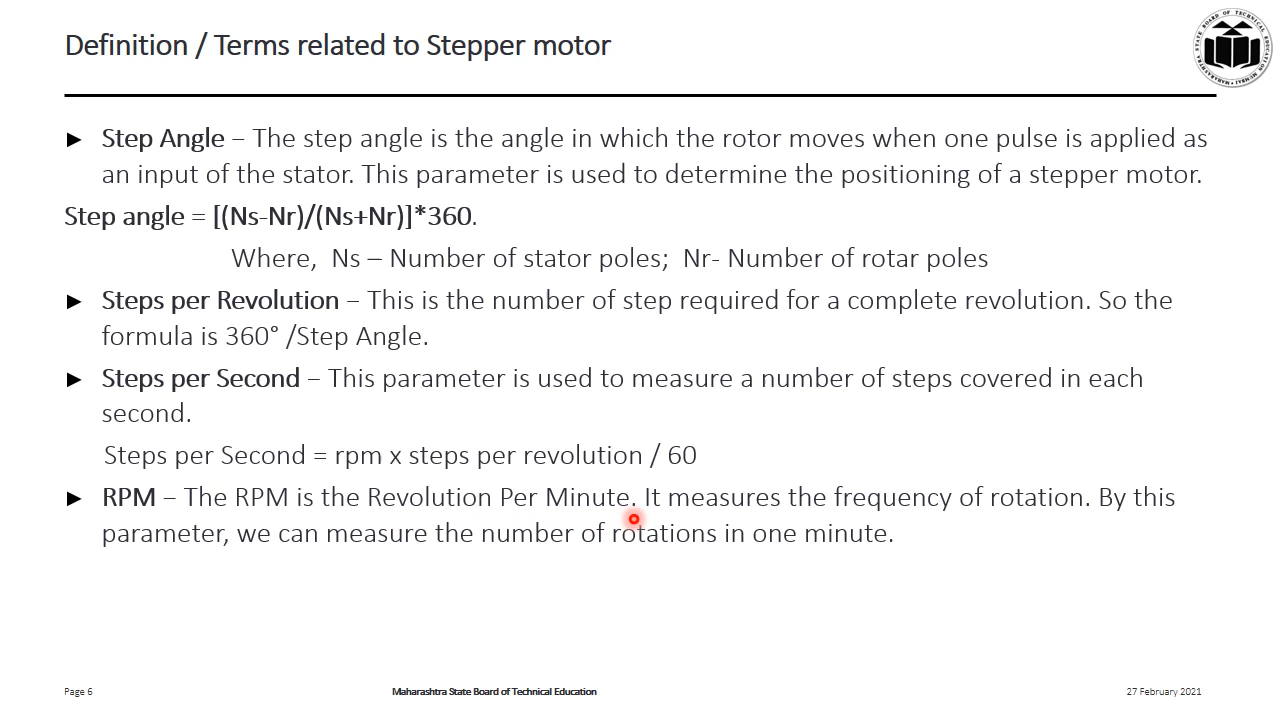 Definition / Terms related to Stepper motor
► Step Angle – The step angle is the angle in which the rotor moves when one pulse is applied as
an input of the stator. This parameter is used to determine the positioning of a stepper motor.
Step angle = [(Ns-Nr)/(Ns+Nr)]*360.
Where, Ns – Number of stator poles; Nr- Number of rotar poles
► Steps per Revolution – This is the number of step required for a complete revolution. So the
formula is 360° /Step Angle.
► Steps per Second – This parameter is used to measure a number of steps covered in each
second.
Steps per Second = rpm x steps per revolution / 60
► RPM – The RPM is the Revolution Per Minute. It measures the frequency of rotation. By this
parameter, we can measure the number of rotations in one minute.
Page 6
Maharashtra State Board of Technical Education
27 February 2021